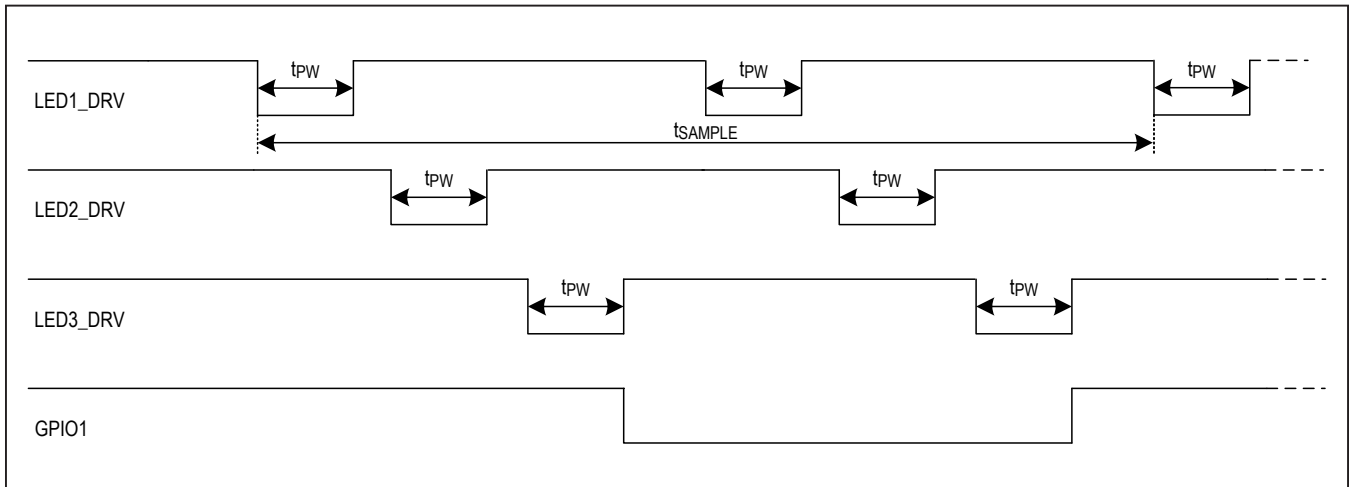 tPW tPW tPW
LED1_DRV
tSAMPLE
tPW tPW
LED2_DRV
tPW tPW
LED3_DRV
GPIO1